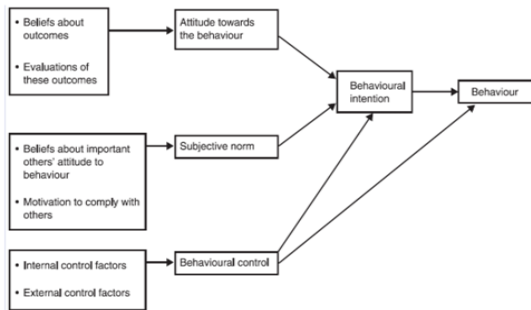 • Beliefs about
outcomes
• Evaluations of
these outcomes
Attitude towards
the behaviour
Behavioural
intention
Behaviour
• Beliefs about important
others' attitude to
behaviour
• Motivation to comply with
others
Subjective norm
• Internal control factors
• External control factors
Behavioural control